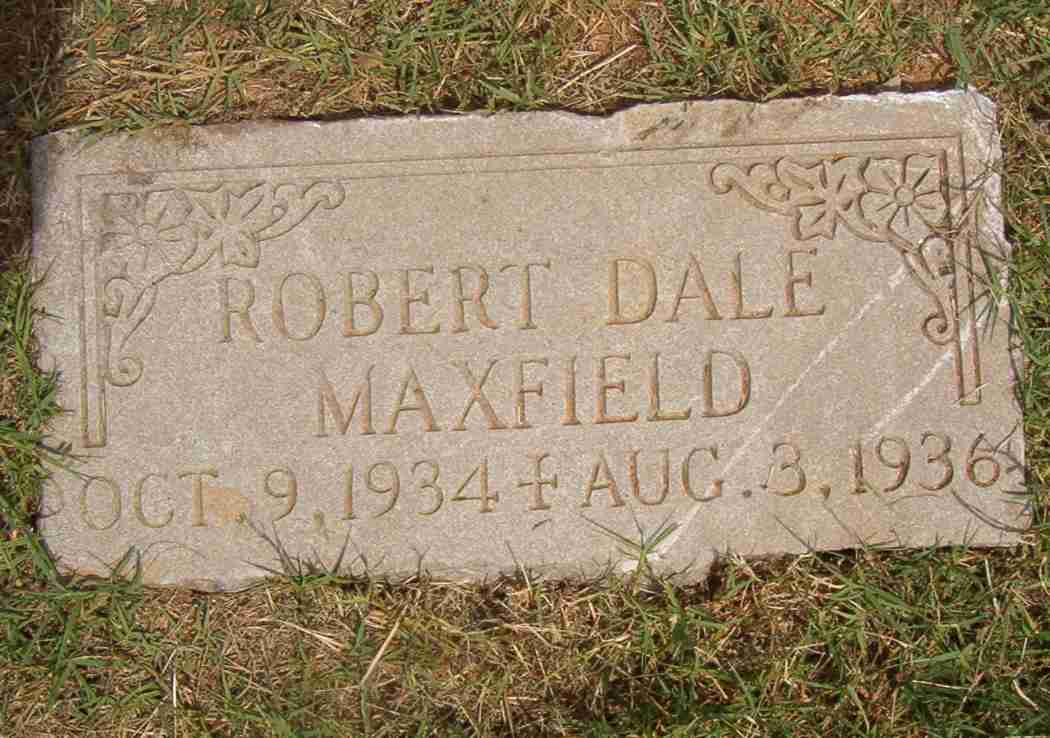 ROBERT DALE
MAXFIELD
OCT. 9, 1934 ✝ AUG. 3, 1936